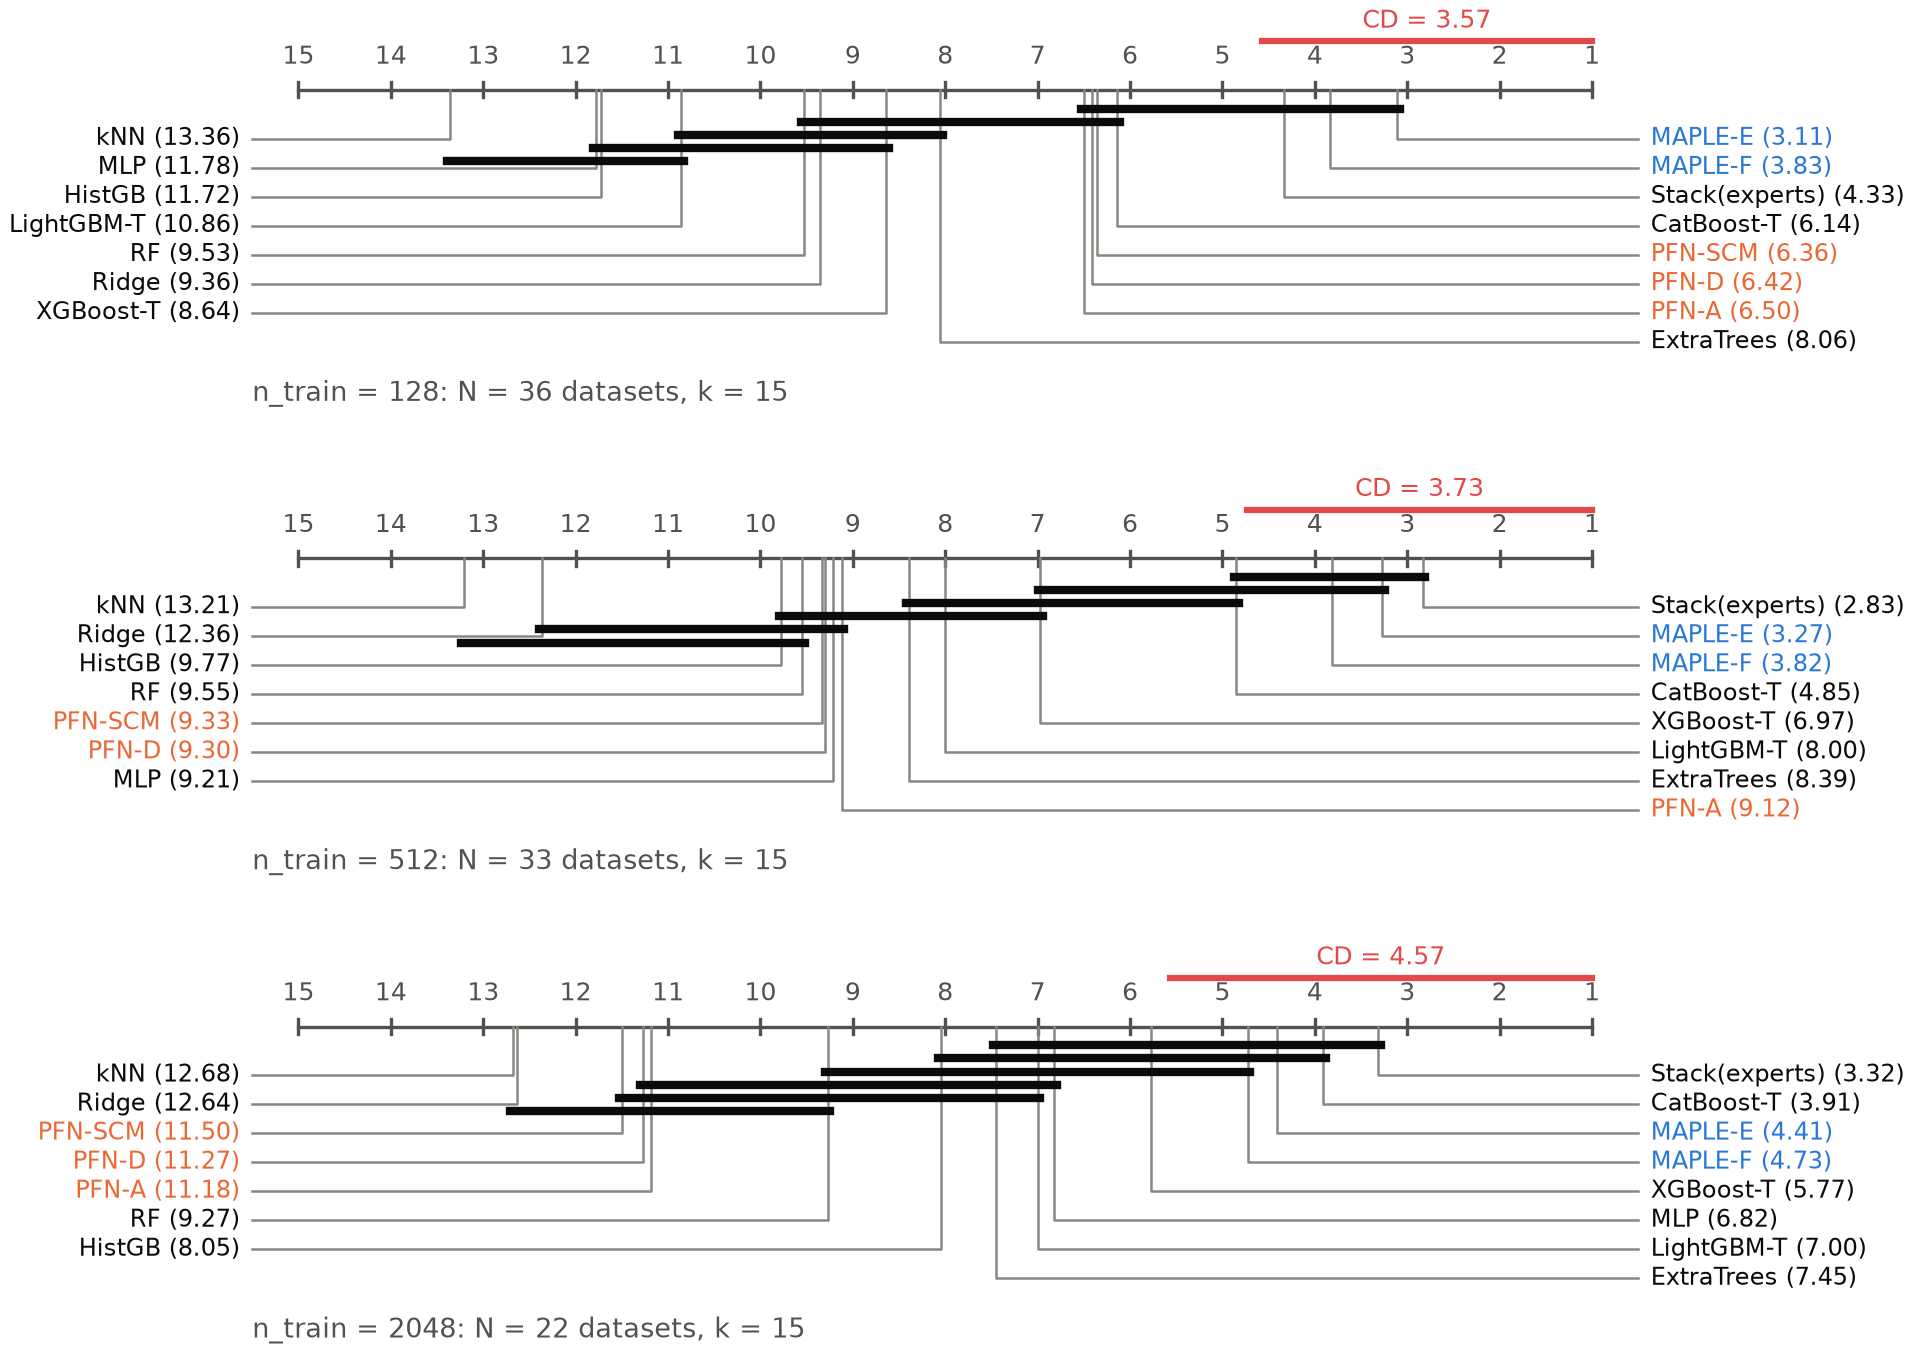 CD = 3.57
15 14 13 12 11 10 9 8 7 6 5 4 3 2 1
kNN (13.36)
MLP (11.78)
HistGB (11.72)
LightGBM-T (10.86)
RF (9.53)
Ridge (9.36)
XGBoost-T (8.64)
MAPLE-E (3.11)
MAPLE-F (3.83)
Stack(experts) (4.33)
CatBoost-T (6.14)
PFN-SCM (6.36)
PFN-D (6.42)
PFN-A (6.50)
ExtraTrees (8.06)
n_train = 128: N = 36 datasets, k = 15
CD = 3.73
15 14 13 12 11 10 9 8 7 6 5 4 3 2 1
kNN (13.21)
Ridge (12.36)
HistGB (9.77)
RF (9.55)
PFN-SCM (9.33)
PFN-D (9.30)
MLP (9.21)
Stack(experts) (2.83)
MAPLE-E (3.27)
MAPLE-F (3.82)
CatBoost-T (4.85)
XGBoost-T (6.97)
LightGBM-T (8.00)
ExtraTrees (8.39)
PFN-A (9.12)
n_train = 512: N = 33 datasets, k = 15
CD = 4.57
15 14 13 12 11 10 9 8 7 6 5 4 3 2 1
kNN (12.68)
Ridge (12.64)
PFN-SCM (11.50)
PFN-D (11.27)
PFN-A (11.18)
RF (9.27)
HistGB (8.05)
Stack(experts) (3.32)
CatBoost-T (3.91)
MAPLE-E (4.41)
MAPLE-F (4.73)
XGBoost-T (5.77)
MLP (6.82)
LightGBM-T (7.00)
ExtraTrees (7.45)
n_train = 2048: N = 22 datasets, k = 15